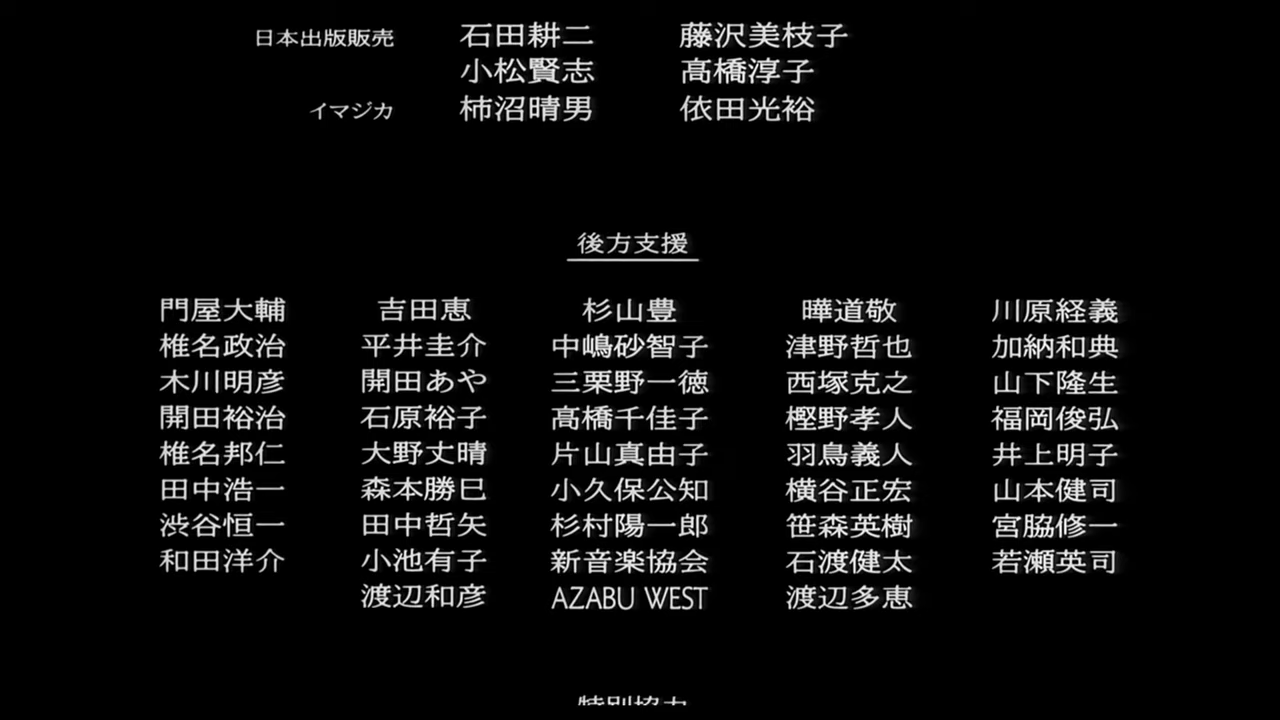 日本出版販売 石田耕二 藤沢美枝子
小松賢志 髙橋淳子
イマジカ 柿沼晴男 依田光裕
後方支援
門屋大輔 吉田恵 杉山豊 曄道敬 川原経義
椎名政治 平井圭介 中嶋砂智子 津野哲也 加納和典
木川明彦 開田あや 三栗野一徳 西塚克之 山下隆生
開田裕治 石原裕子 髙橋千佳子 樫野孝人 福岡俊弘
椎名邦仁 大野丈晴 片山真由子 羽鳥義人 井上明子
田中浩一 森本勝巳 小久保公知 横谷正宏 山本健司
渋谷恒一 田中哲矢 杉村陽一郎 笹森英樹 宮脇修一
和田洋介 小池有子 新音楽協会 石渡健太 若瀬英司
渡辺和彦 AZABU WEST 渡辺多恵
特別協力